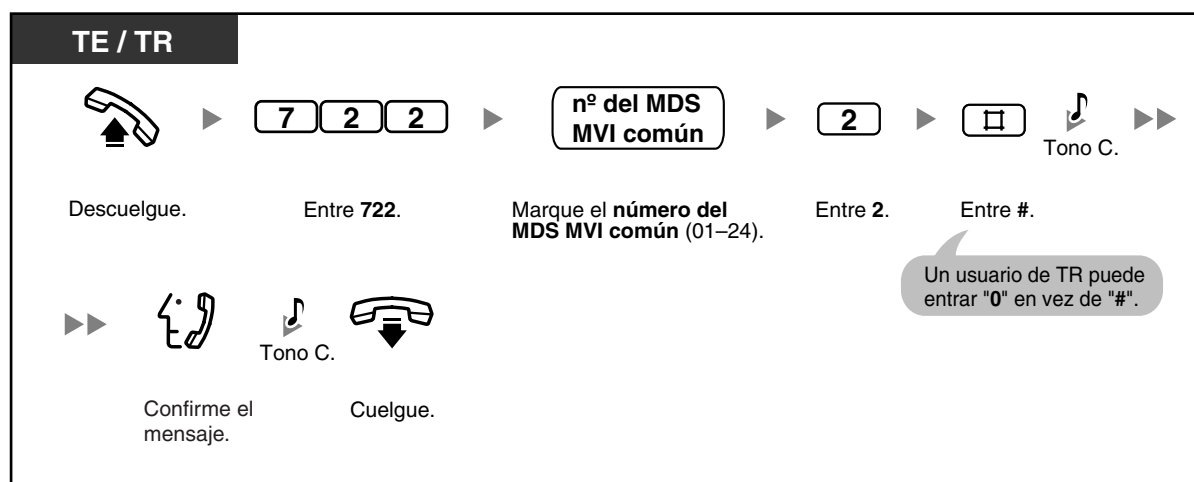 TE / TR
7 2 2
nº del MDS
MVI común
2
Tono C.
Descuelgue.
Entre 722.
Marque el número del
MDS MVI común (01–24).
Entre 2.
Entre #.
Un usuario de TR puede
entrar "0" en vez de "#".
Tono C.
Confirme el
mensaje.
Cuelgue.